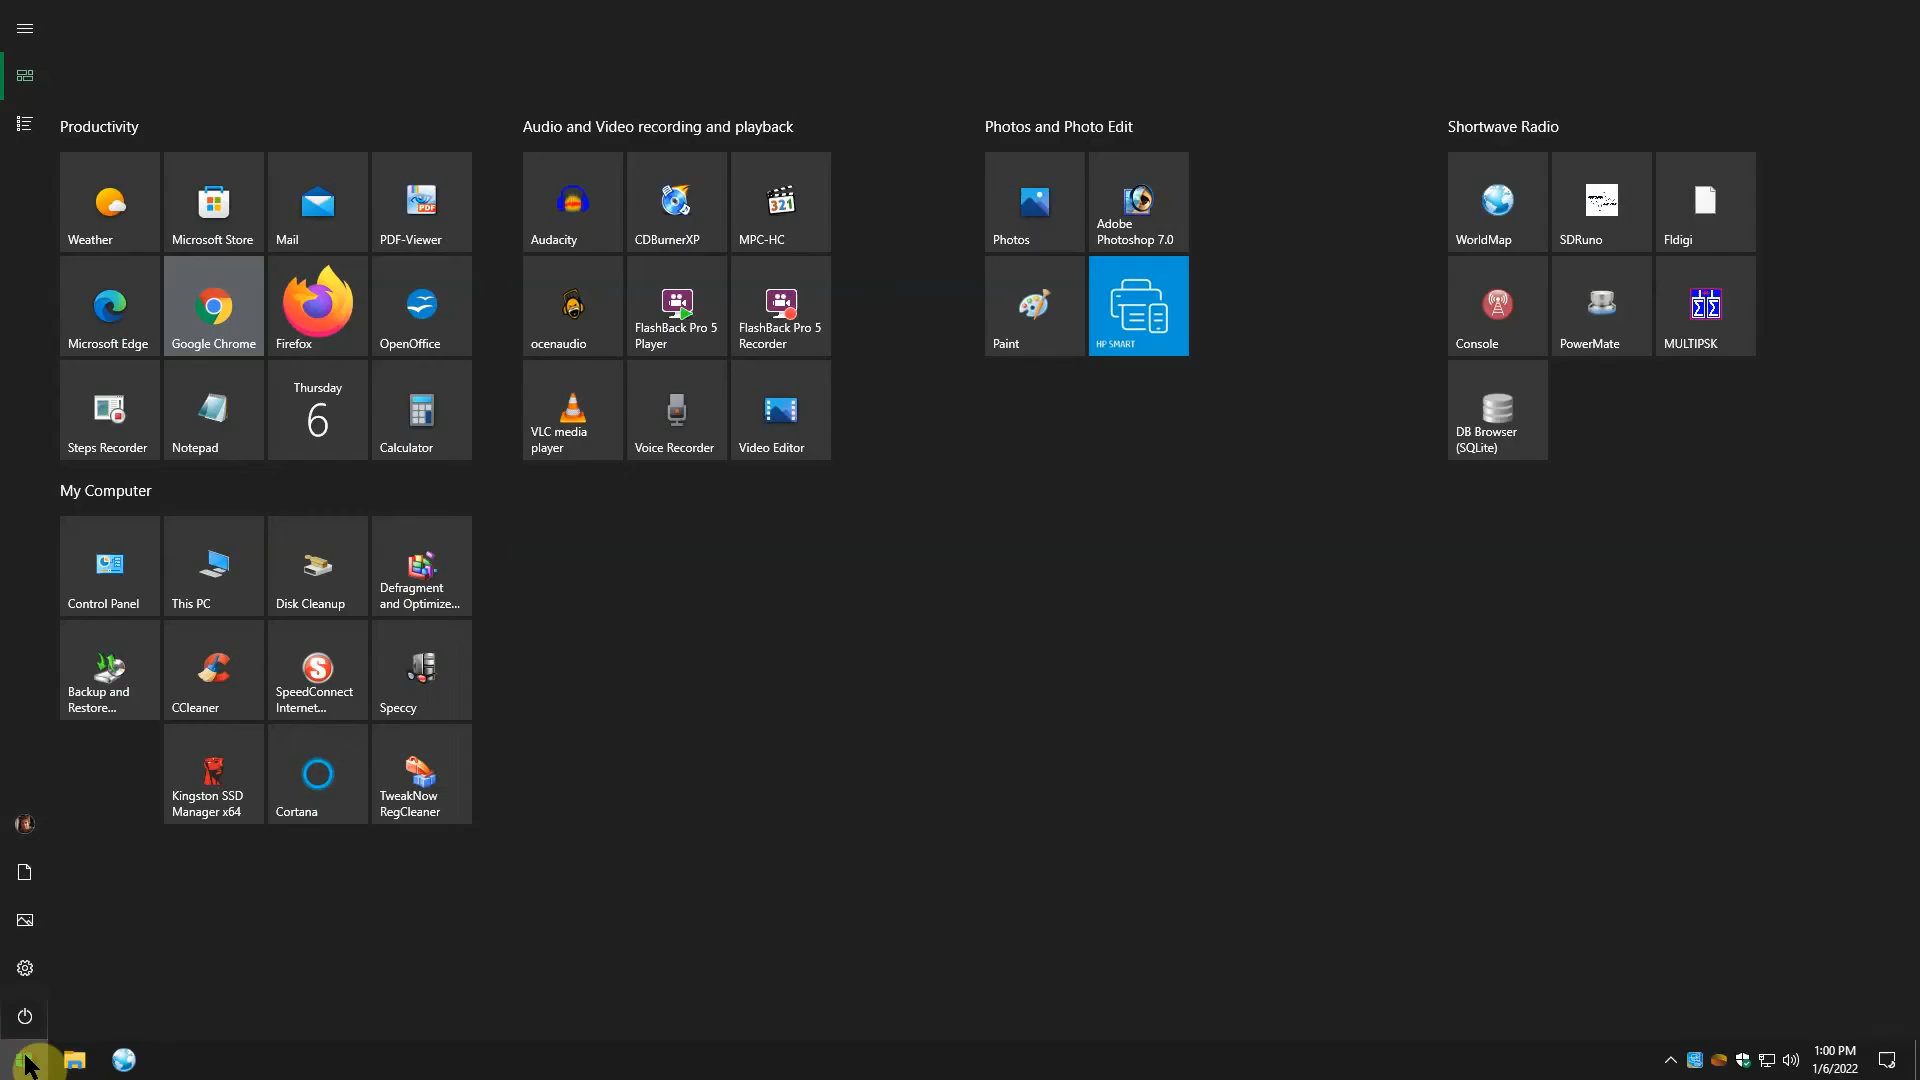 Productivity
Audio and Video recording and playback
Photos and Photo Edit
Shortwave Radio
Weather
Microsoft Store
Mail
PDF
PDF-Viewer
Audacity
CDBurnerXP
321
MPC-HC
Photos
Adobe
Photoshop 7.0
WorldMap
SDRuno
Fldigi
Microsoft Edge
Google Chrome
Firefox
OpenOffice
ocenaudio
FlashBack Pro 5
Player
FlashBack Pro 5
Recorder
Paint
HP SMART
Console
PowerMate
ΣΣ
MULTIPSK
Steps Recorder
Notepad
Thursday
6
Calculator
VLC media
player
Voice Recorder
Video Editor
DB Browser
(SQLite)
My Computer
Control Panel
This PC
Disk Cleanup
Defragment
and Optimize...
Backup and
Restore...
CCleaner
S
SpeedConnect
Internet...
Speccy
Kingston SSD
Manager x64
Cortana
TweakNow
RegCleaner
1:00 PM
1/6/2022